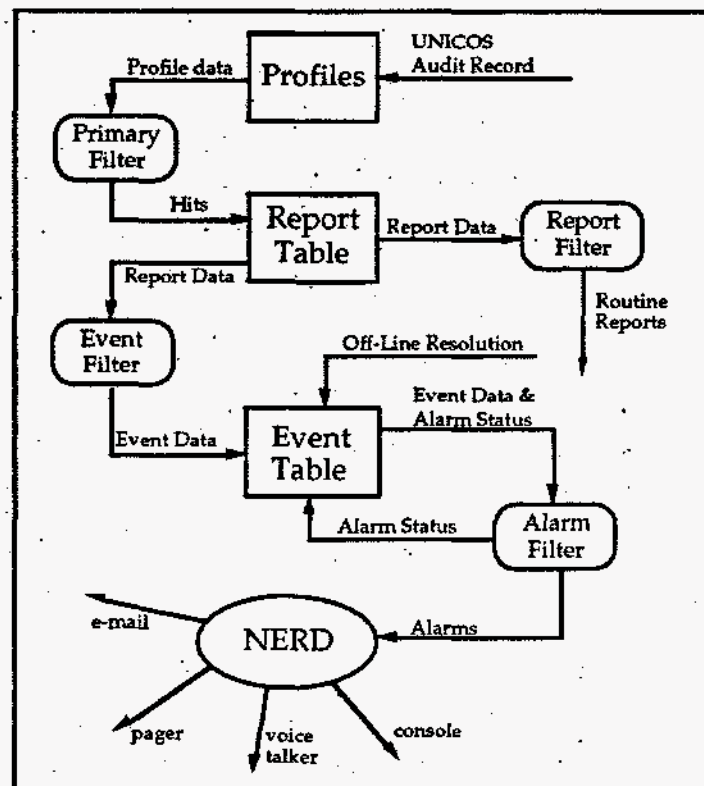 UNICOS
Audit Record
Profile data
Profiles
Primary
Filter
Hits
Report
Table
Report Data
Report
Filter
Report Data
Routine
Reports
Event
Filter
Off-Line Resolution
Event Data &
Alarm Status
Event Data
Event
Table
Alarm Status
Alarm
Filter
e-mail
NERD
Alarms
pager
voice
talker
console